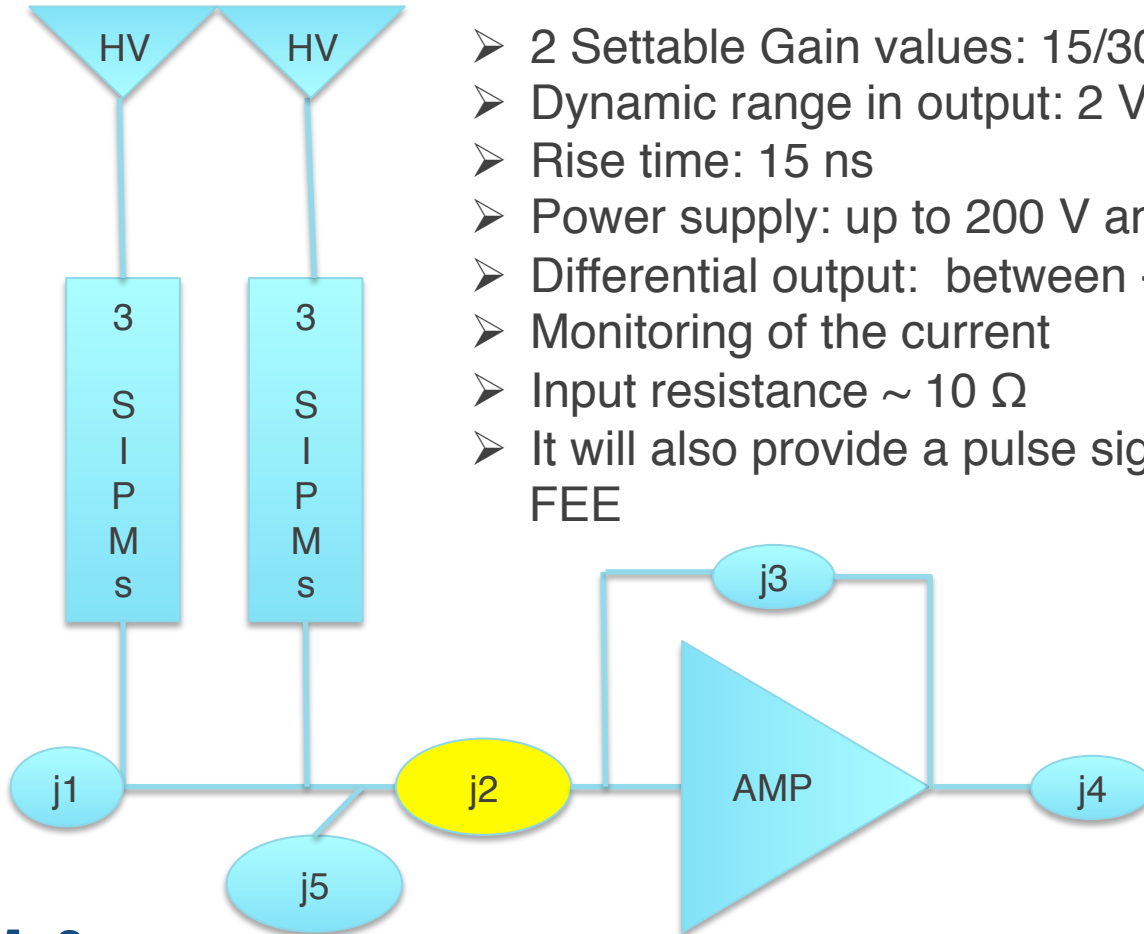 HV HV
➢ 2 Settable Gain values: 15/30
➢ Dynamic range in output: 2 V
➢ Rise time: 15 ns
➢ Power supply: up to 200 V
➢ Differential output: between
➢ Monitoring of the current
➢ Input resistance ~ 10 Ω
➢ It will also provide a pulse
FEE
3 3
S S
I I
P P
M M
s s
j3
j1
j2
AMP
j4
j5